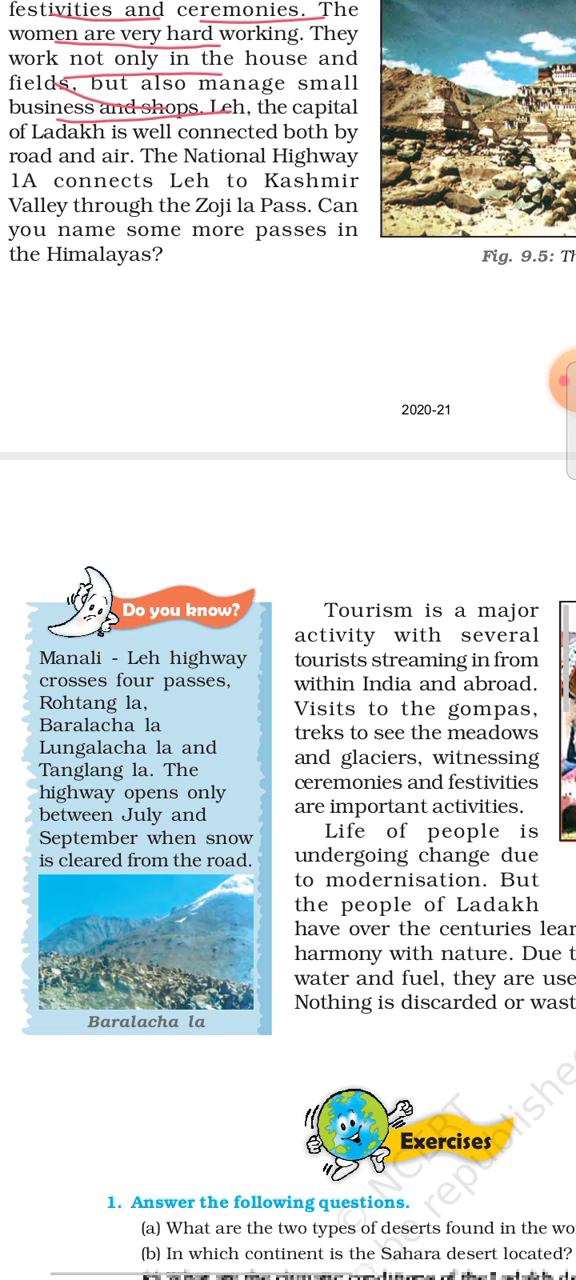 festivities and ceremonies. The
women are very hard working. They
work not only in the house and
fields, but also manage small
business and shops. Leh, the capital
of Ladakh is well connected both by
road and air. The National Highway
1A connects Leh to Kashmir
Valley through the Zoji la Pass. Can
you name some more passes in
the Himalayas?
Fig. 9.5: Th
2020-21
Do you know?
Manali - Leh highway
crosses four passes,
Rohtang la,
Baralacha la
Lungalacha la and
Tanglang la. The
highway opens only
between July and
September when snow
is cleared from the road.
Baralacha la
Tourism is a major
activity with several
tourists streaming in from
within India and abroad.
Visits to the gompas,
treks to see the meadows
and glaciers, witnessing
ceremonies and festivities
are important activities.
Life of people is
undergoing change due
to modernisation. But
the people of Ladakh
have over the centuries lear
harmony with nature. Due t
water and fuel, they are use
Nothing is discarded or wast
Exercises
1. Answer the following questions.
(a) What are the two types of deserts found in the wo
(b) In which continent is the Sahara desert located?
© NCERT
be republishe